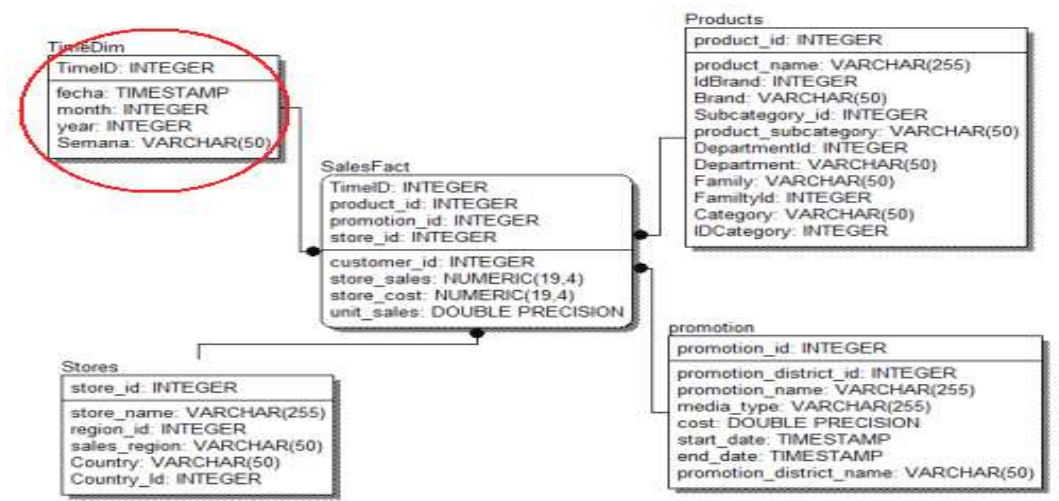 TimeDim
TimeID: INTEGER
fecha: TIMESTAMP
month: INTEGER
year: INTEGER
Semana: VARCHAR(50)
SalesFact
TimeID: INTEGER
product_id: INTEGER
promotion_id: INTEGER
store_id: INTEGER
customer_id: INTEGER
store_sales: NUMERIC(19,4)
store_cost: NUMERIC(19,4)
unit_sales: DOUBLE PRECISION
Products
product_id: INTEGER
product_name: VARCHAR(255)
IdBrand: INTEGER
Brand: VARCHAR(50)
Subcategory_id: INTEGER
product_subcategory: VARCHAR(50)
DepartmentId: INTEGER
Department: VARCHAR(50)
Family: VARCHAR(50)
FamiltyId: INTEGER
Category: VARCHAR(50)
IDCategory: INTEGER
Stores
store_id: INTEGER
store_name: VARCHAR(255)
region_id: INTEGER
sales_region: VARCHAR(50)
Country: VARCHAR(50)
Country_Id: INTEGER
promotion
promotion_id: INTEGER
promotion_district_id: INTEGER
promotion_name: VARCHAR(255)
media_type: VARCHAR(255)
cost: DOUBLE PRECISION
start_date: TIMESTAMP
end_date: TIMESTAMP
promotion_district_name: VARCHAR(50)